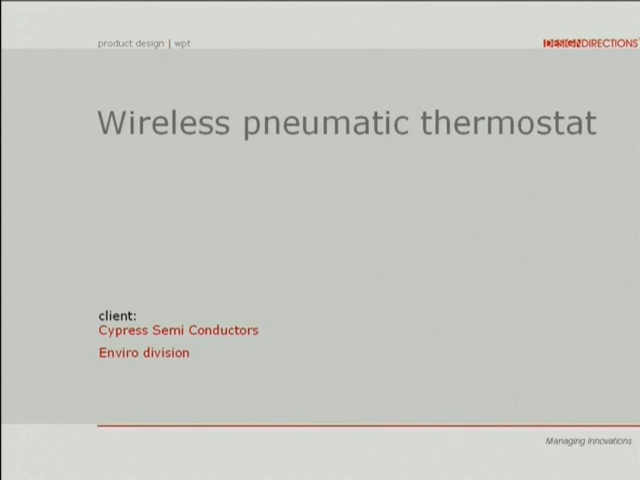 product design | wpt
DESIGNDIRECTIONS
Wireless pneumatic thermostat
client:
Cypress Semi Conductors
Enviro division
Managing Innovations